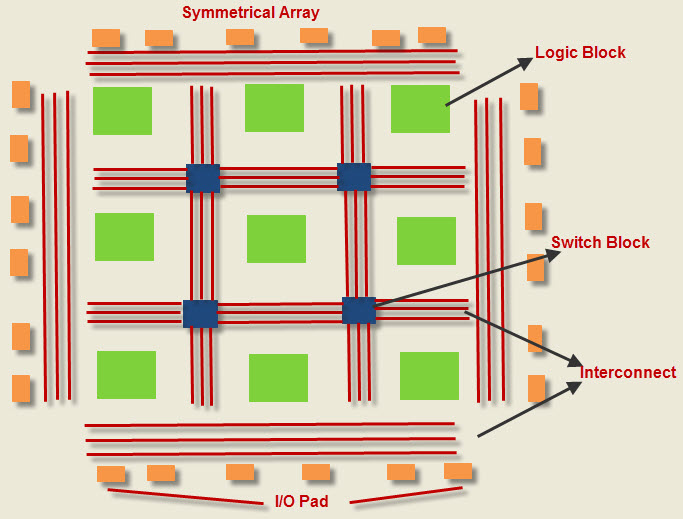 Symmetrical Array
Logic Block
Switch Block
Interconnect
I/O Pad